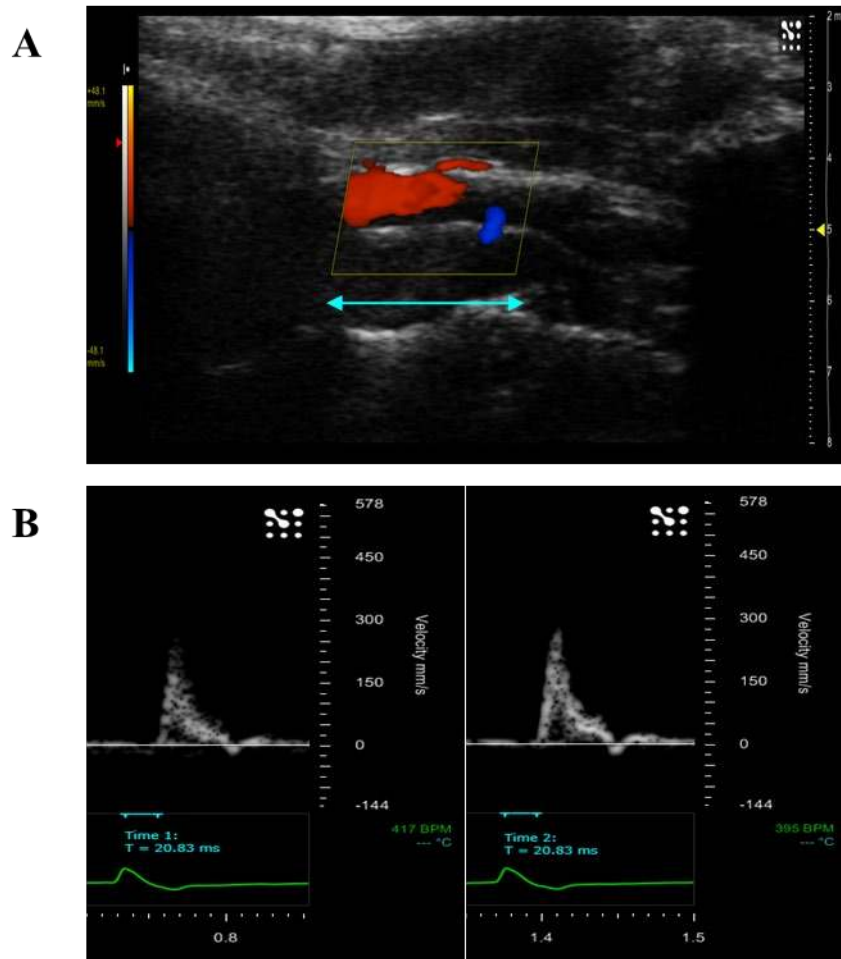 A
+48.1
mm/s
-48.1
mm/s
2 mm
3
4
5
6
7
8
B
578
450
300
150
0
-144
Velocity mm/s
417 BPM
--- °C
Time 1:
T = 20.83 ms
0.8
578
450
300
150
0
-144
Velocity mm/s
395 BPM
--- °C
Time 2:
T = 20.83 ms
1.4
1.5